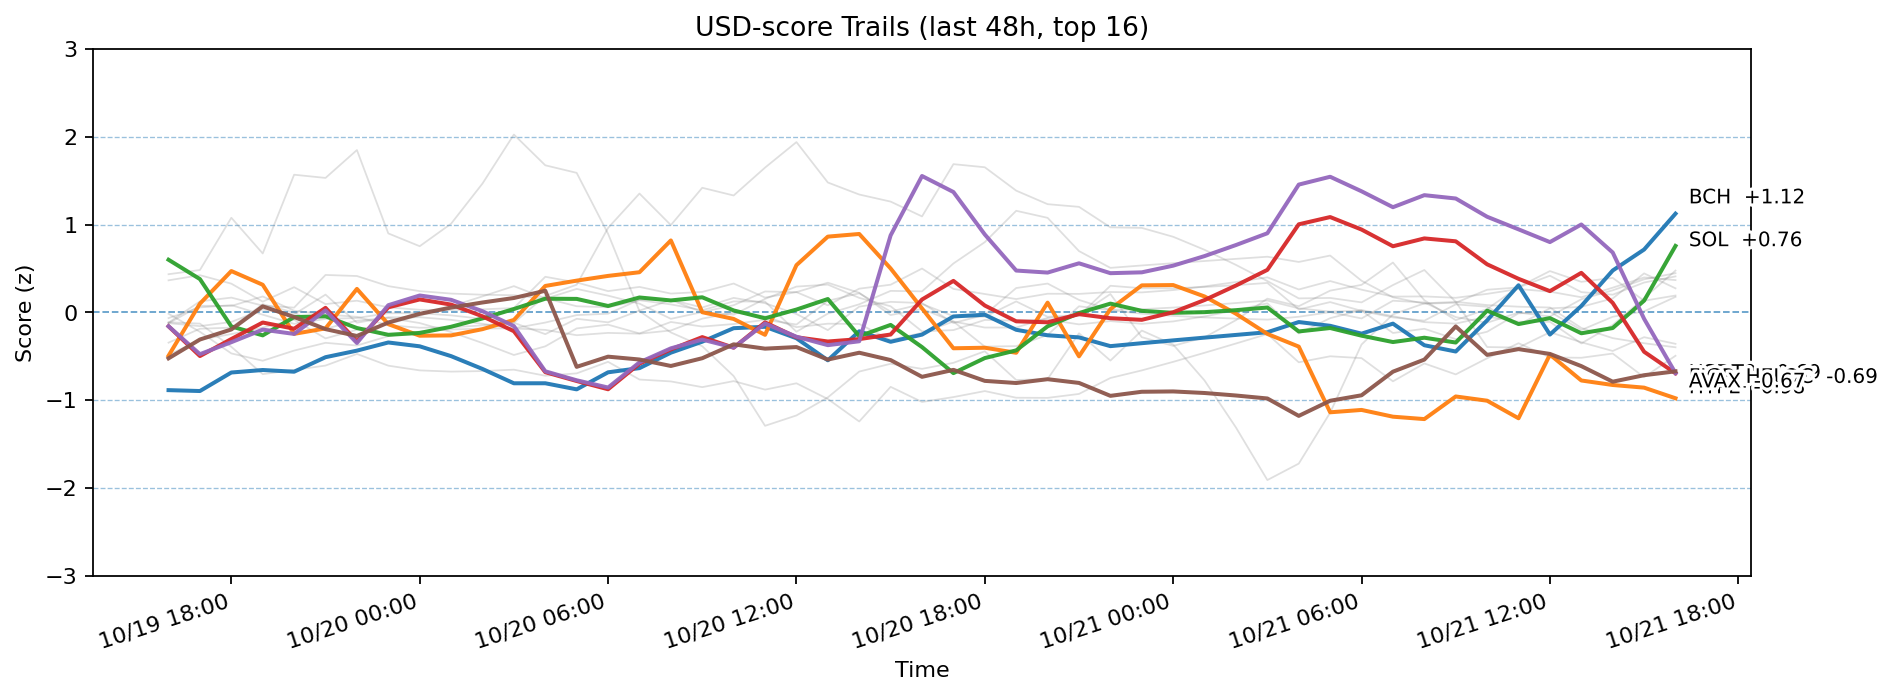 USD-score Trails (last 48h, top 16)
3
2
1
0
−1
−2
−3
Score (z)
BCH +1.12
SOL +0.76
-0.69
AVAX -0.67
10/19 18:00
10/20 00:00
10/20 06:00
10/20 12:00
10/20 18:00
10/21 00:00
10/21 06:00
10/21 12:00
10/21 18:00
Time